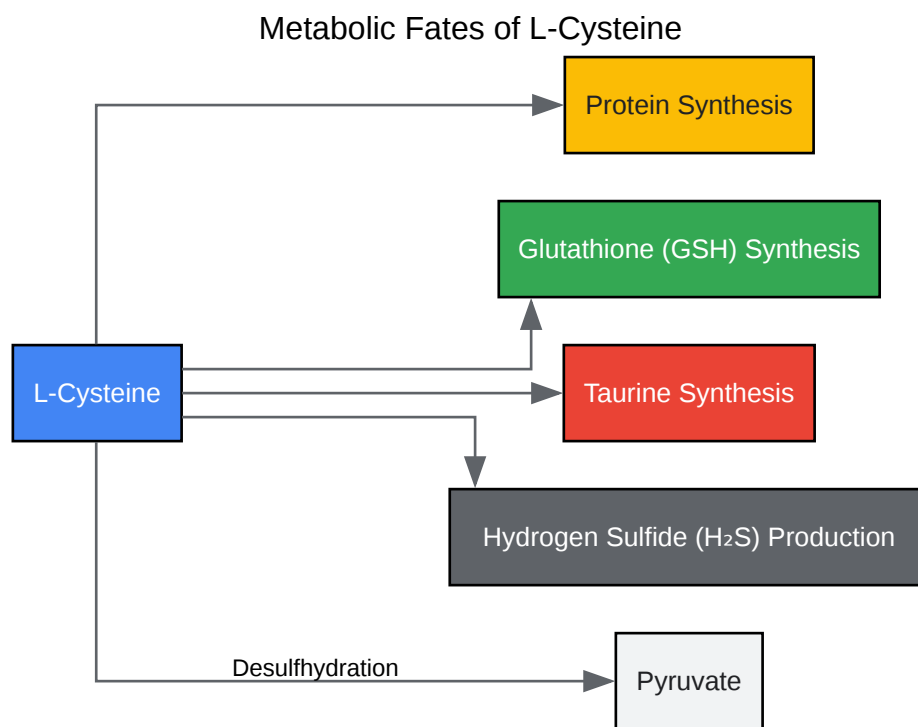 Metabolic Fates of L-Cysteine
Protein Synthesis
Glutathione (GSH) Synthesis
L-Cysteine
Taurine Synthesis
Hydrogen Sulfide (H₂S) Production
Desulfhydration
Pyruvate